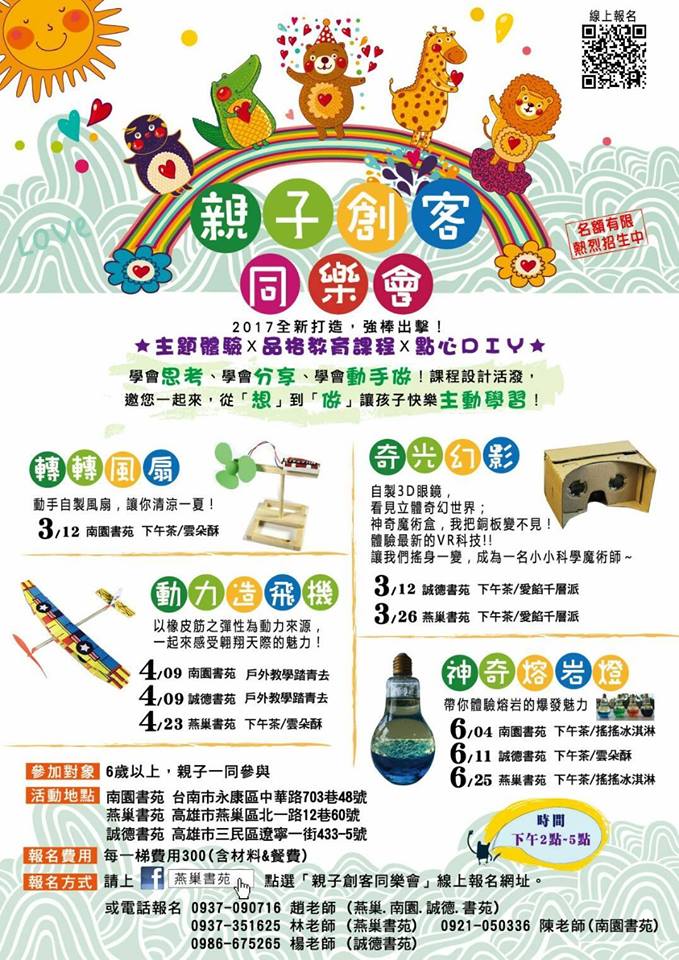 線上報名
LOVE
親子創客
同樂會
名額有限
熱烈招生中
2017全新打造，強棒出擊！
★主題體驗X品格教育課程X點心DIY★
學會思考、學會分享、學會動手做！課程設計活潑，
邀您一起來，從「想」到「做」讓孩子快樂主動學習！
轉轉風扇
動手自製風扇，讓你清涼一夏！
3/12 南園書苑 下午茶/雲朵酥
奇光幻影
自製3D眼鏡，
看見立體奇幻世界；
神奇魔術盒，我把銅板變不見！
體驗最新的VR科技!!
讓我們搖身一變，成為一名小小科學魔術師～
3/12 誠德書苑 下午茶/愛餡千層派
3/26 燕巢書苑 下午茶/愛餡千層派
動力造飛機
以橡皮筋之彈性為動力來源，
一起來感受翱翔天際的魅力！
4/09 南園書苑 戶外教學踏青去
4/09 誠德書苑 戶外教學踏青去
4/23 燕巢書苑 下午茶/雲朵酥
神奇熔岩燈
帶你體驗熔岩的爆發魅力
6/04 南園書苑 下午茶/搖搖冰淇淋
6/11 誠德書苑 下午茶/雲朵酥
6/25 燕巢書苑 下午茶/搖搖冰淇淋
參加對象 6歲以上，親子一同參與
活動地點 南園書苑 台南市永康區中華路703巷48號
燕巢書苑 高雄市燕巢區北一路12巷60號
誠德書苑 高雄市三民區遼寧一街433-5號
時間
下午2點-5點
報名費用 每一梯費用300(含材料&餐費)
報名方式 請上 f 燕巢書苑 點選「親子創客同樂會」線上報名網址。
或電話報名 0937-090716 趙老師 (燕巢.南園.誠德.書苑)
0937-351625 林老師 (燕巢書苑) 0921-050336 陳老師(南園書苑)
0986-675265 楊老師 (誠德書苑)